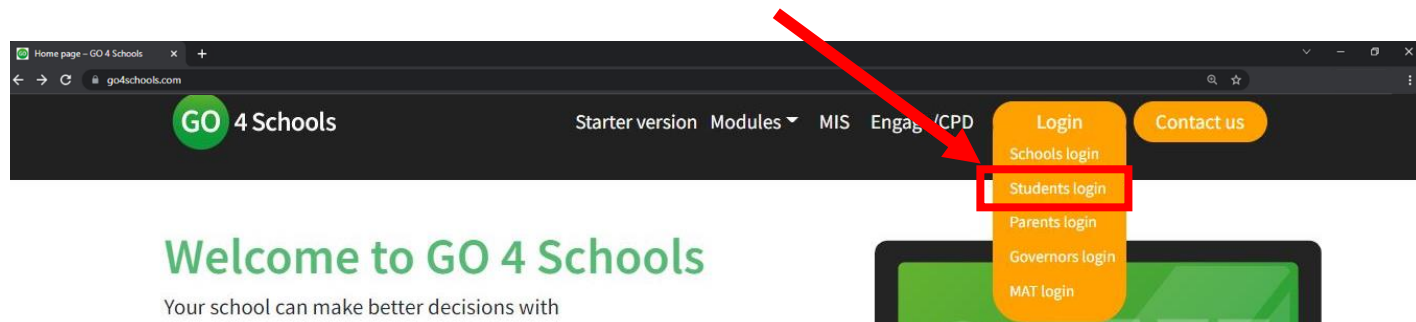 Home page – GO 4 Schools
go4schools.com
GO 4 Schools
Starter version Modules MIS Engage/CPD Login Contact us
Schools login
Students login
Parents login
Governors login
MAT login
Welcome to GO 4 Schools
Your school can make better decisions with